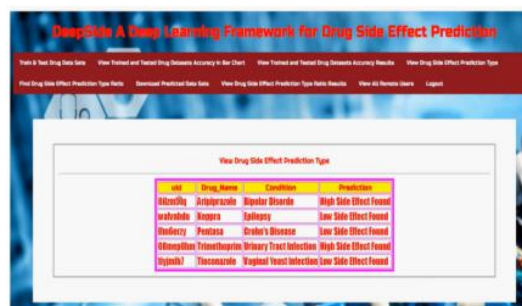 DeepSide A Deep Learning Framework for Drug Side Effect Prediction
Train & Test Drug Data Sets View Trained and Tested Drug Datasets Accuracy in Bar Chart View Trained and Tested Drug Datasets Accuracy Results View Drug Side Effect Prediction Type
Find Drug Side Effect Prediction Type Ratio Download Predicted Data Sets View Drug Side Effect Prediction Type Ratio Results View All Remote Users Logout
View Drug Side Effect Prediction Type
uid Drug_Name Condition Prediction
Aripiprazole Bipolar Disorde High Side Effect Found
Keppra Epilepsy Low Side Effect Found
Pentasa Crohn's Disease Low Side Effect Found
Trimethoprim Urinary Tract Infection High Side Effect Found
Tioconazole Vaginal Yeast Infection Low Side Effect Found